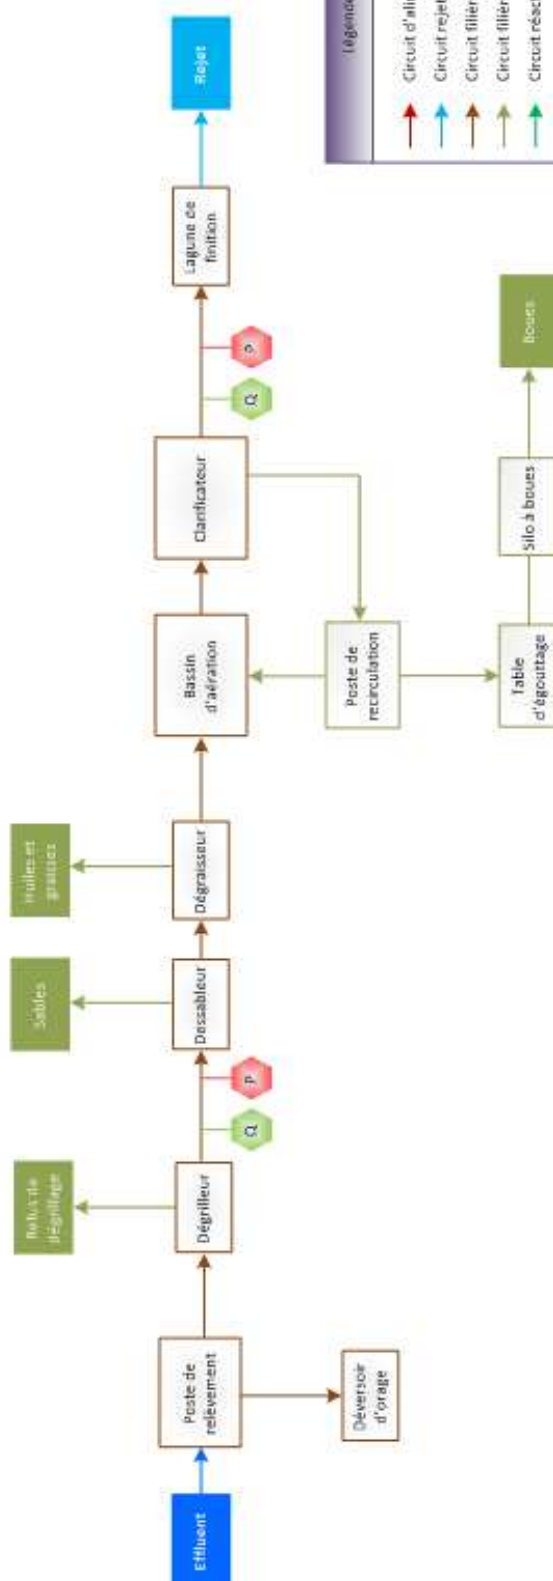 Effluent
Poste de
relèvement
Déversoir
d'orage
Refus de
dégrillage
Dégrilleur
Q
P
Sables
Dessableur
Huiles et
graisses
Dégraisseur
Bassin
d'aération
Clarificateur
Poste de
recirculation
Table
d'égouttage
Silo à boues
Boues
Q
P
Lagune de
finition
Rejet
Légende
Circuit d'ali
Circuit rejet
Circuit filièr
Circuit filièr
Circuit réac